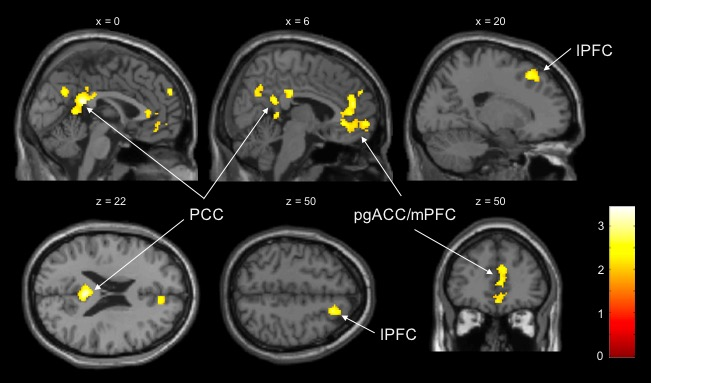 x = 0
x = 6
x = 20
lPFC
z = 22
PCC
z = 50
pgACC/mPFC
z = 50
3
2
1
0
lPFC